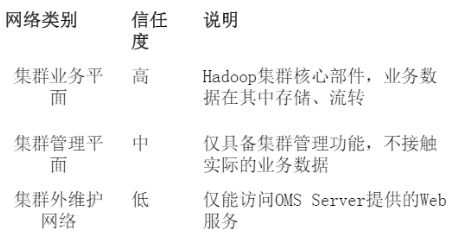 网络类别 信任度 说明
集群业务平面 高 Hadoop集群核心部件，业务数据在其中存储、流转
集群管理平面 中 仅具备集群管理功能，不接触实际的业务数据
集群外维护网络 低 仅能访问OMS Server提供的Web服务